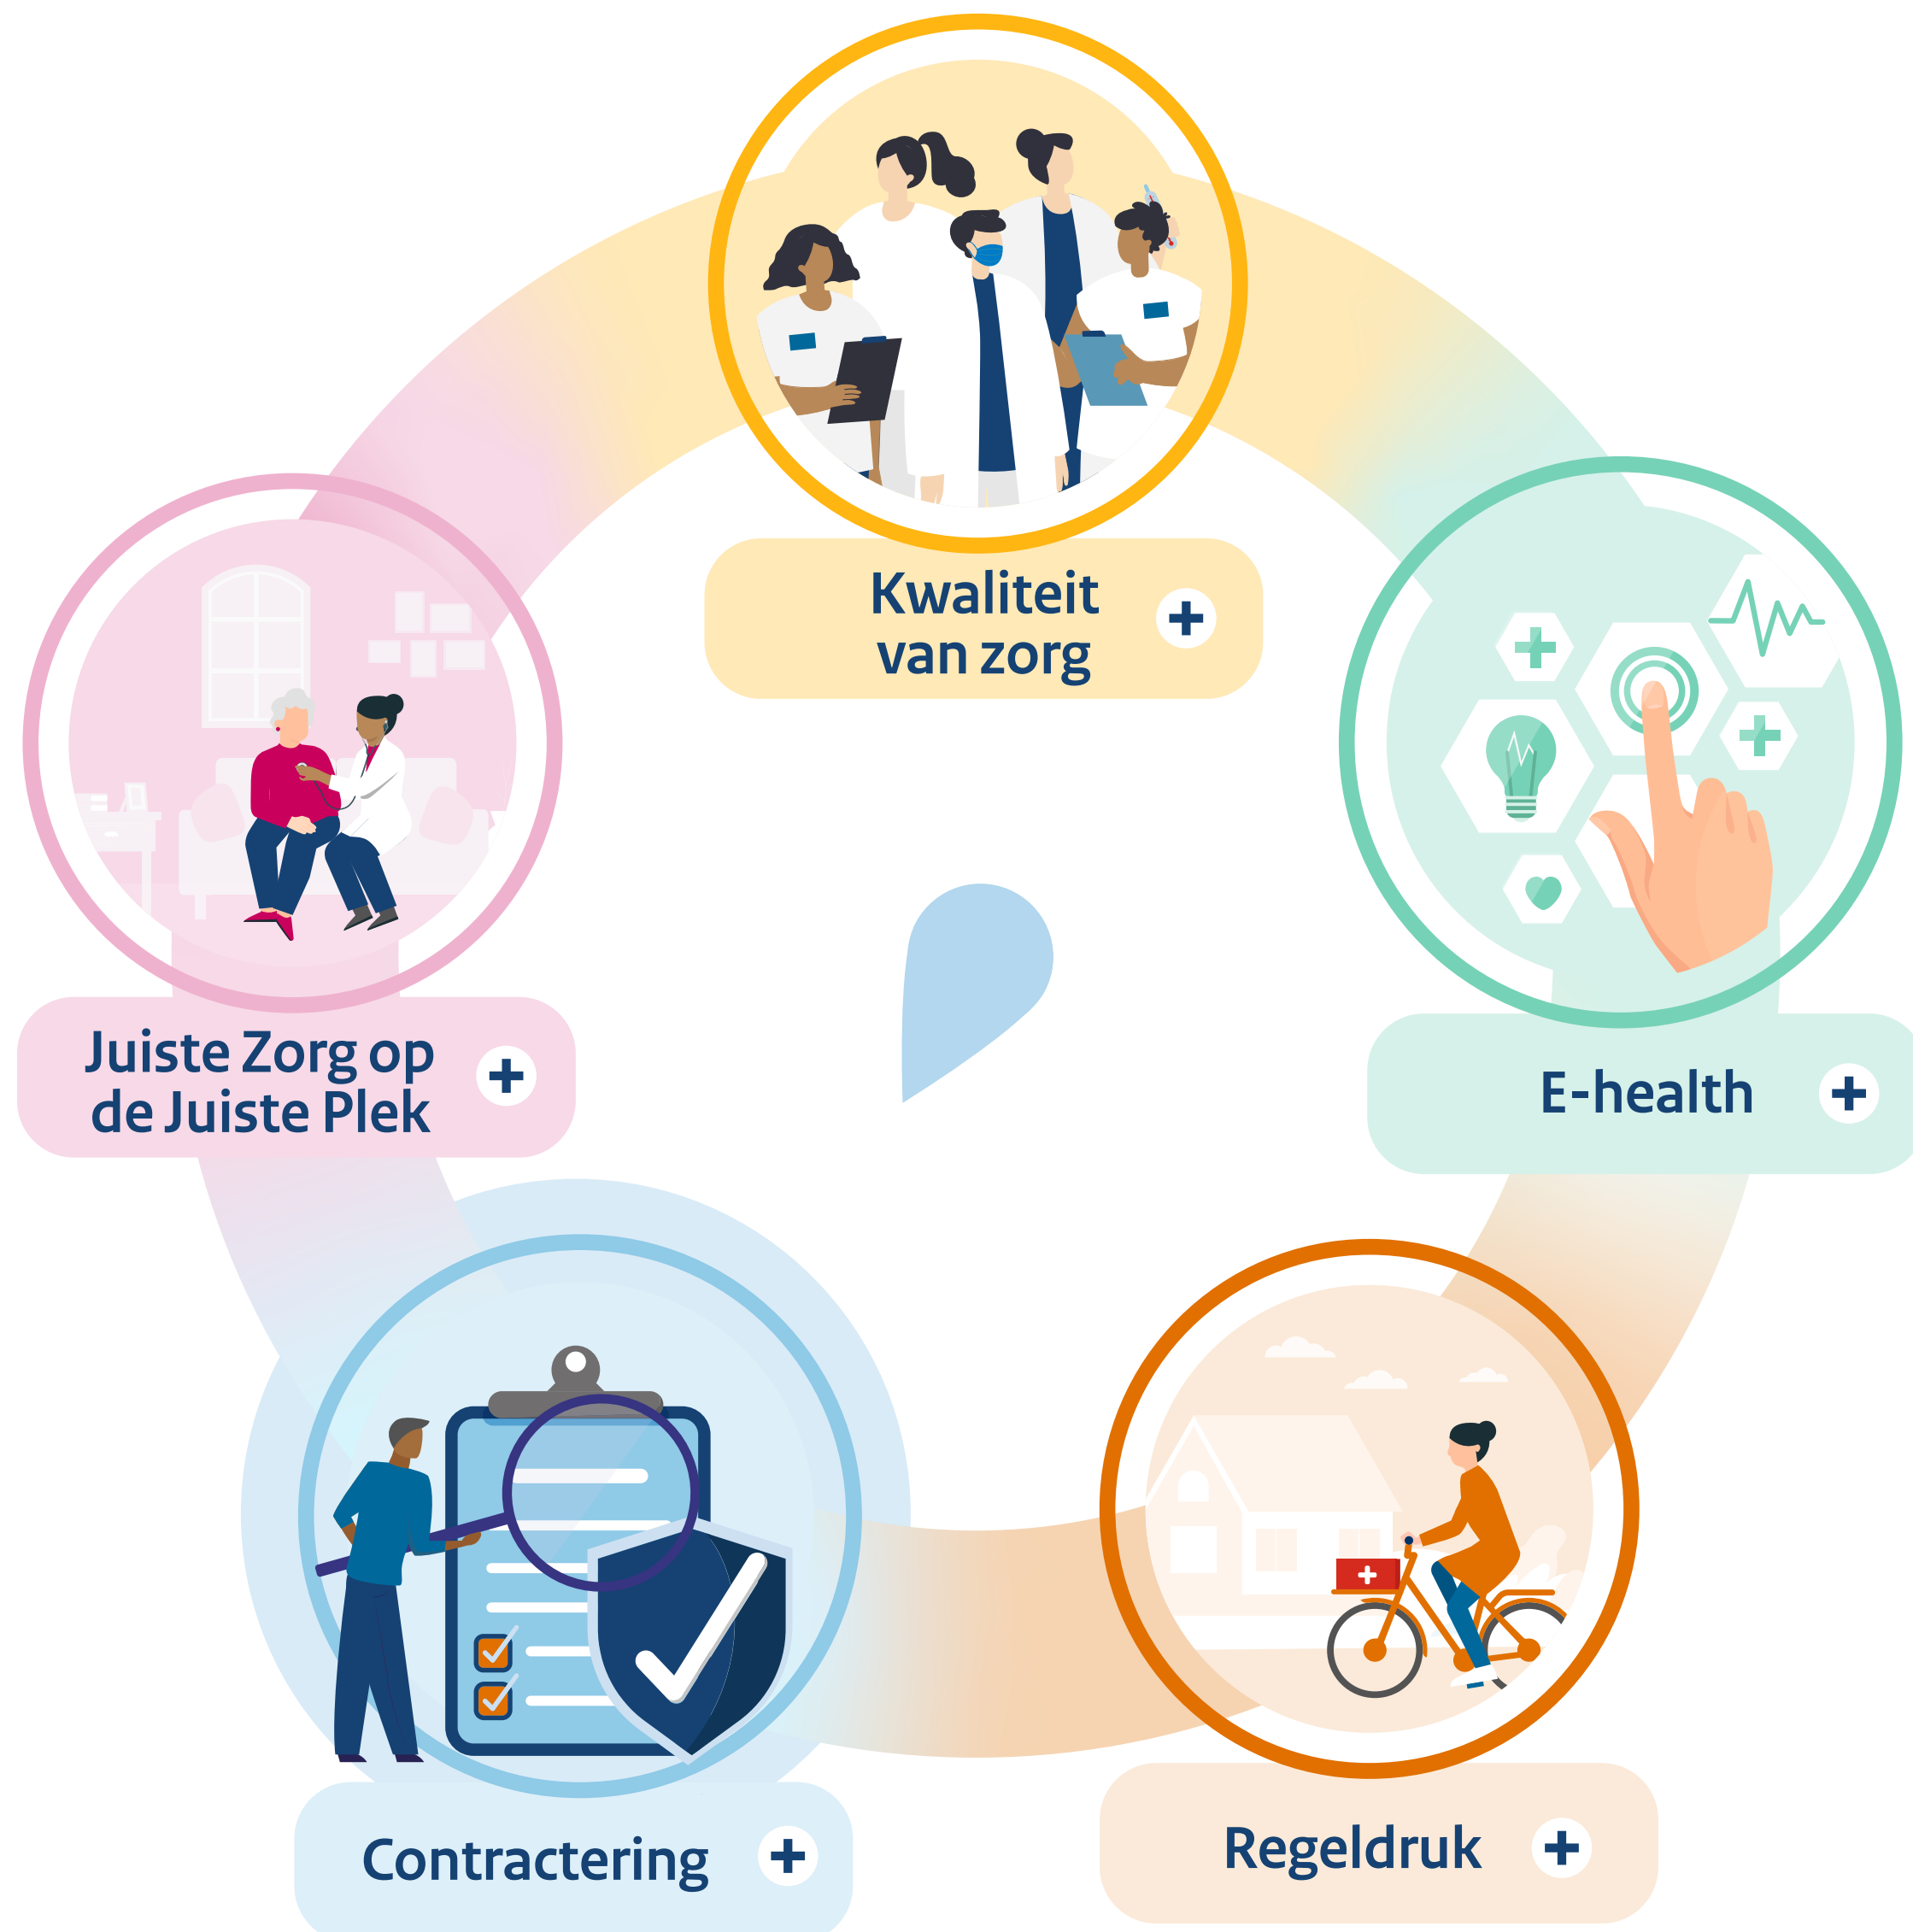 Kwaliteit
van zorg
Juiste Zorg op
de Juiste Plek
E-health
Contractering
Regeldruk